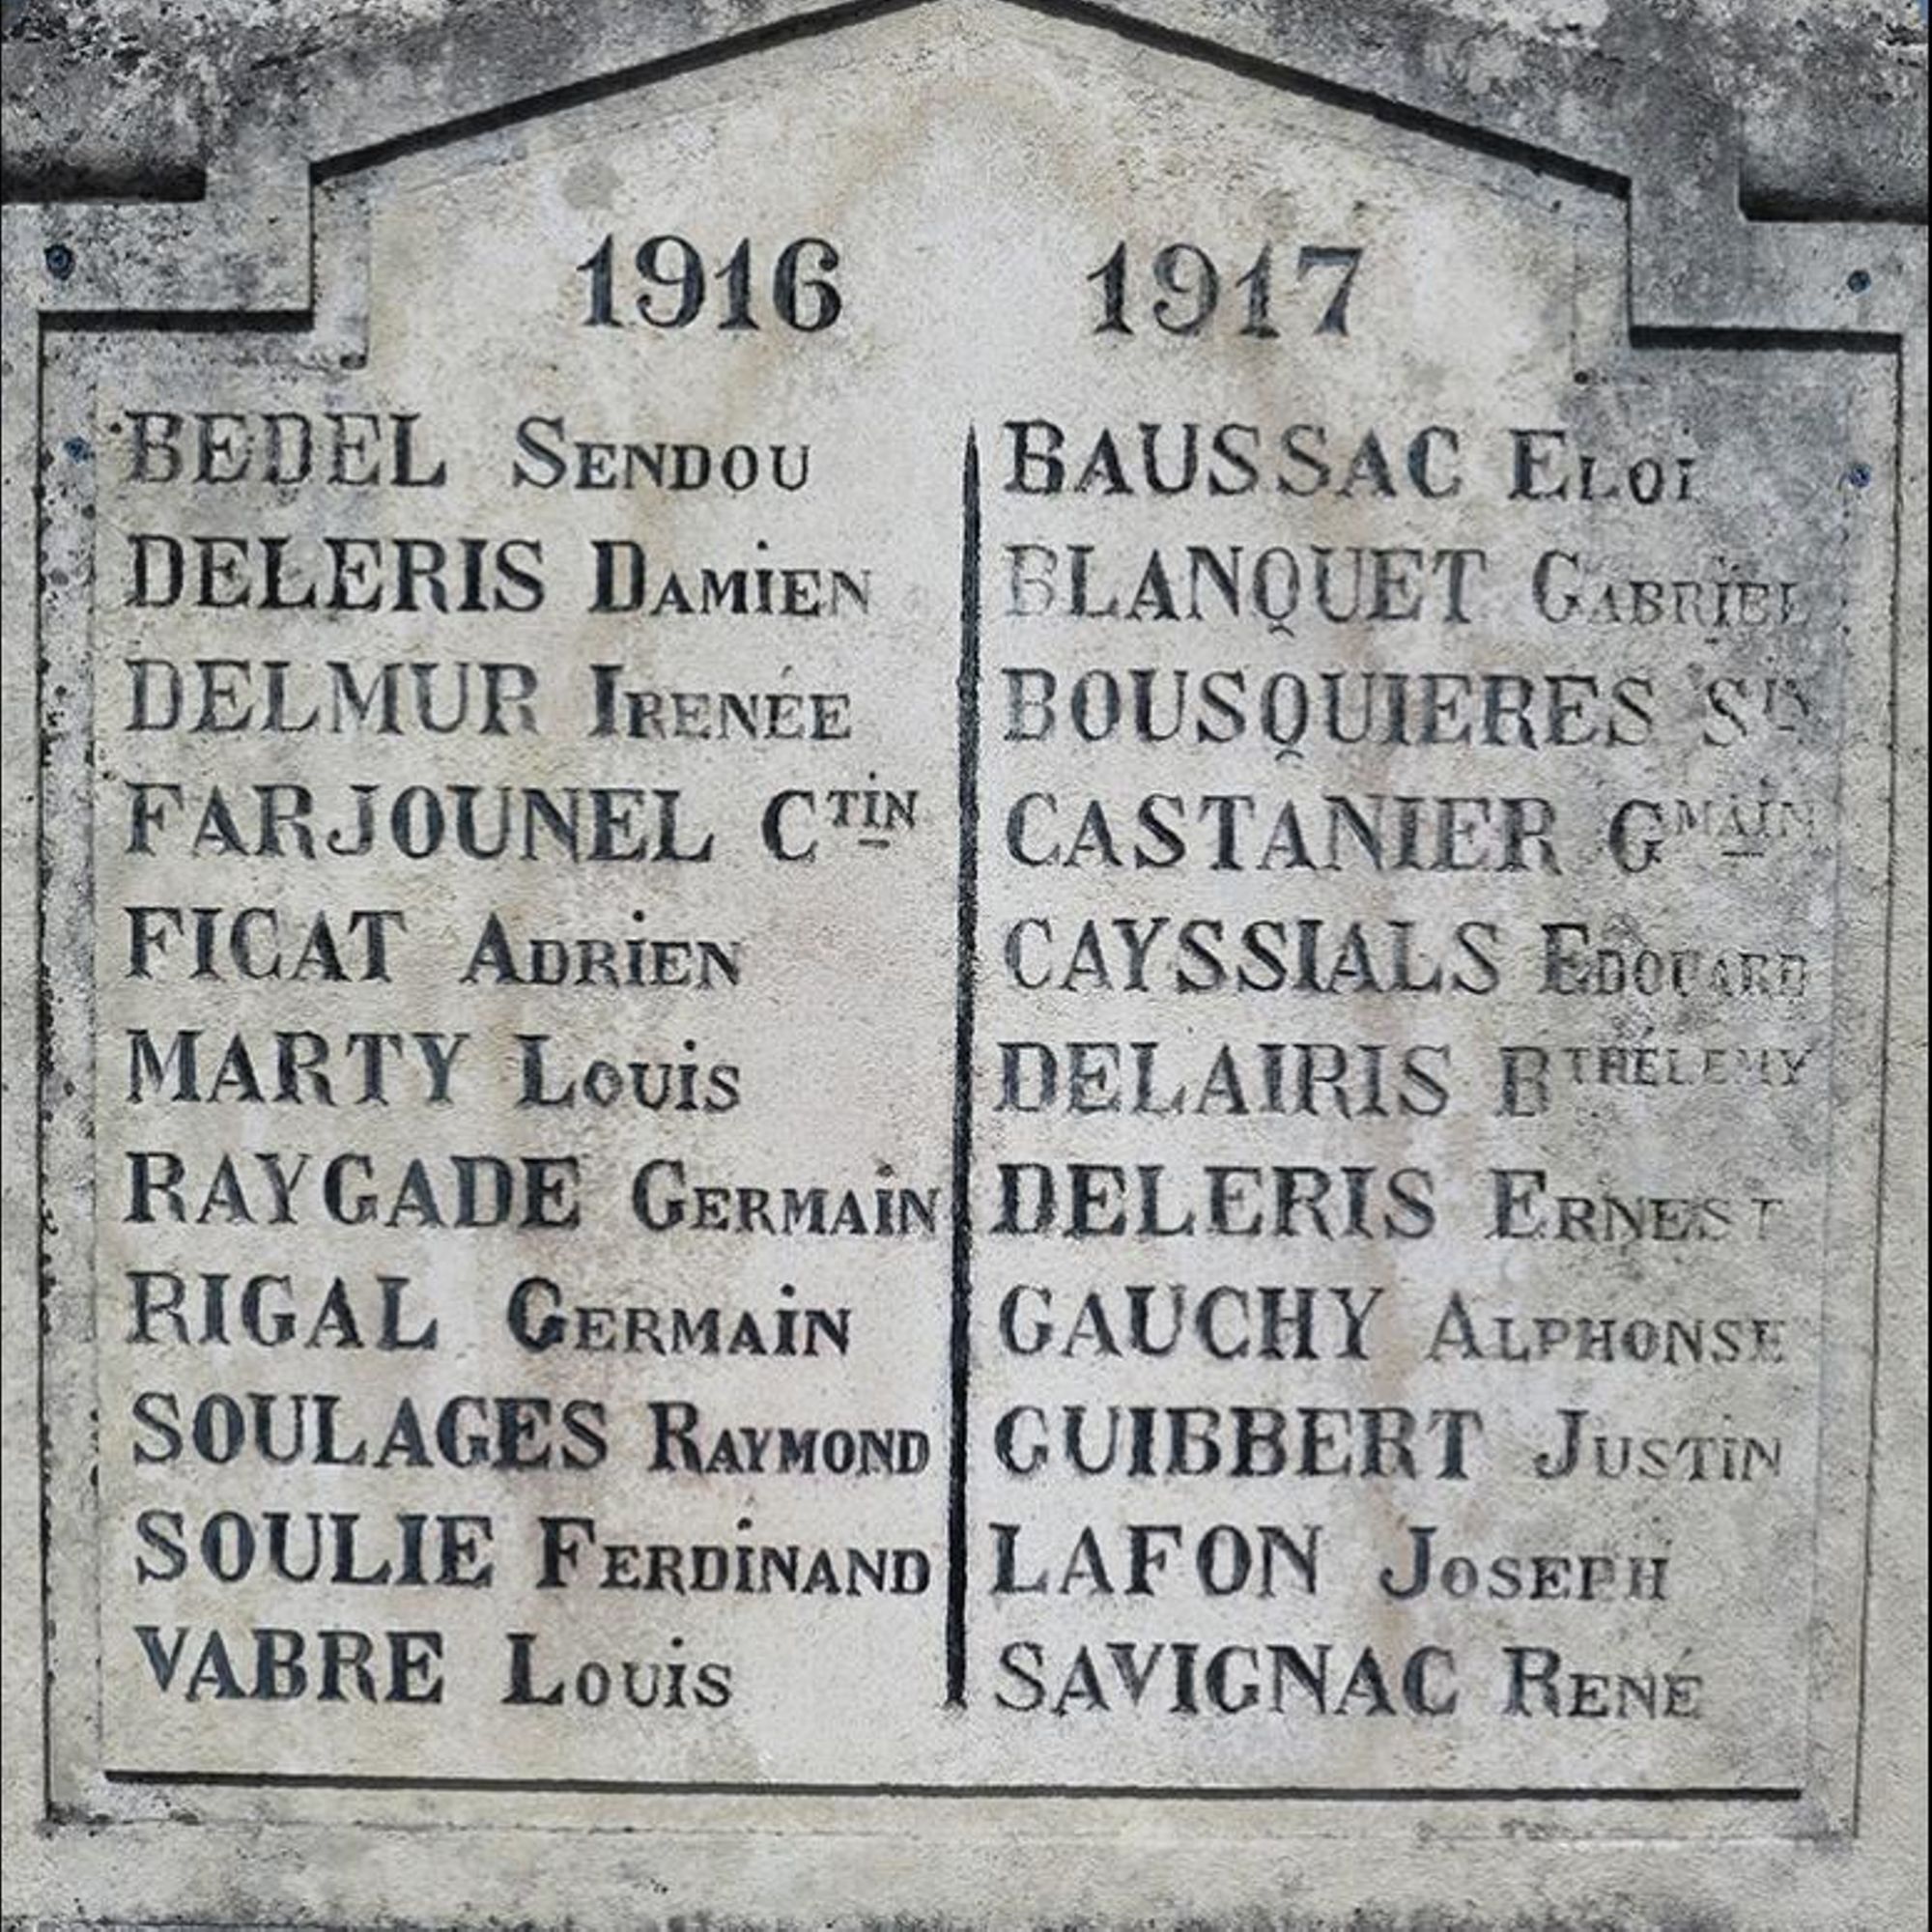 1916
BEDEL SENDOU
DELERIS DAMiEN
DELMUR IRENÉE
FARJOUNEL Cᵀᴵᴺ
FICAT ADRiEN
MARTY LOUiS
RAYGADE GERMAiN
RIGAL GERMAiN
SOULAGES RAYMOND
SOULIE FERDiNAND
VABRE LOUiS
1917
BAUSSAC ELOI
BLANQUET GABRIEL
BOUSQUIERES
CASTANIER Gᴹᴬᴵᴺ
CAYSSIALS EDOUARD
DELAIRIS BTHÉLEMY
DELERIS ERNEST
GAUCHY ALPHONSE
GUIBBERT JUSTiN
LAFON JOSEPH
SAVIGNAC RENÉ